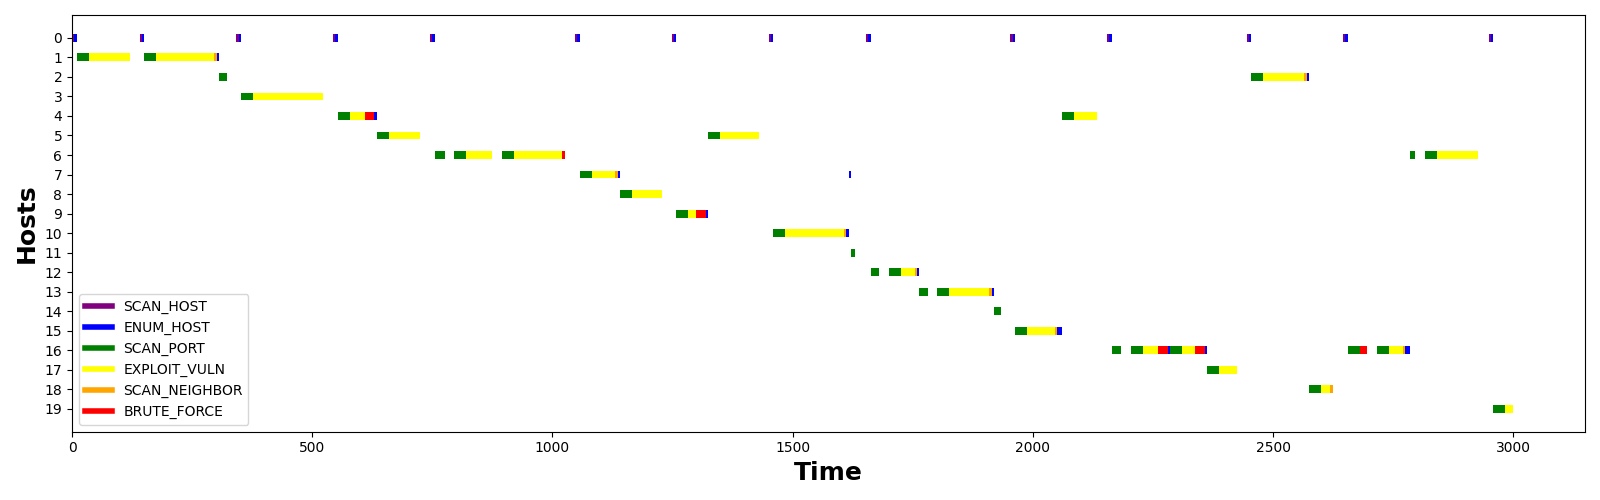 Hosts
0
1
2
3
4
5
6
7
8
9
10
11
12
13
14
15
16
17
18
19
SCAN_HOST
ENUM_HOST
SCAN_PORT
EXPLOIT_VULN
SCAN_NEIGHBOR
BRUTE_FORCE
0 500 1000 1500 2000 2500 3000
Time